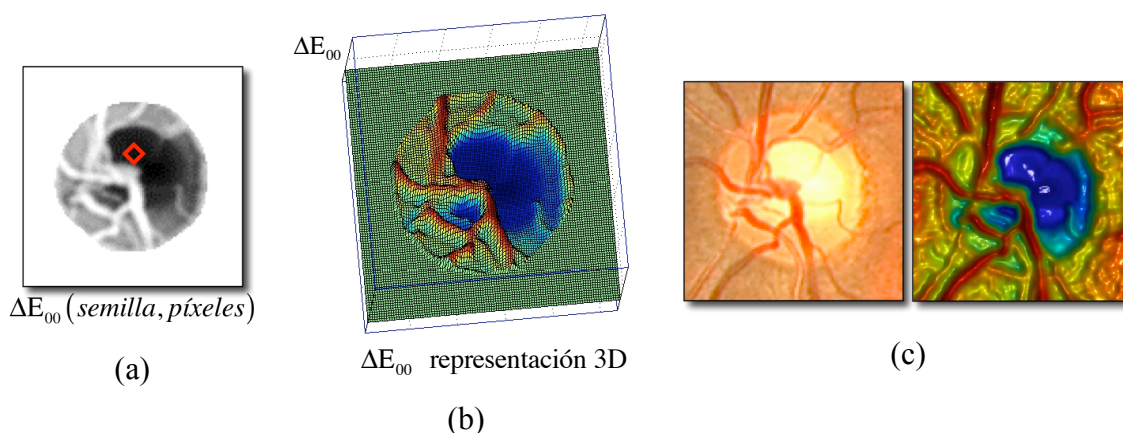 ΔE₀₀
ΔE₀₀ (semilla, píxeles)
(a)
ΔE₀₀ representación 3D
(b)
(c)